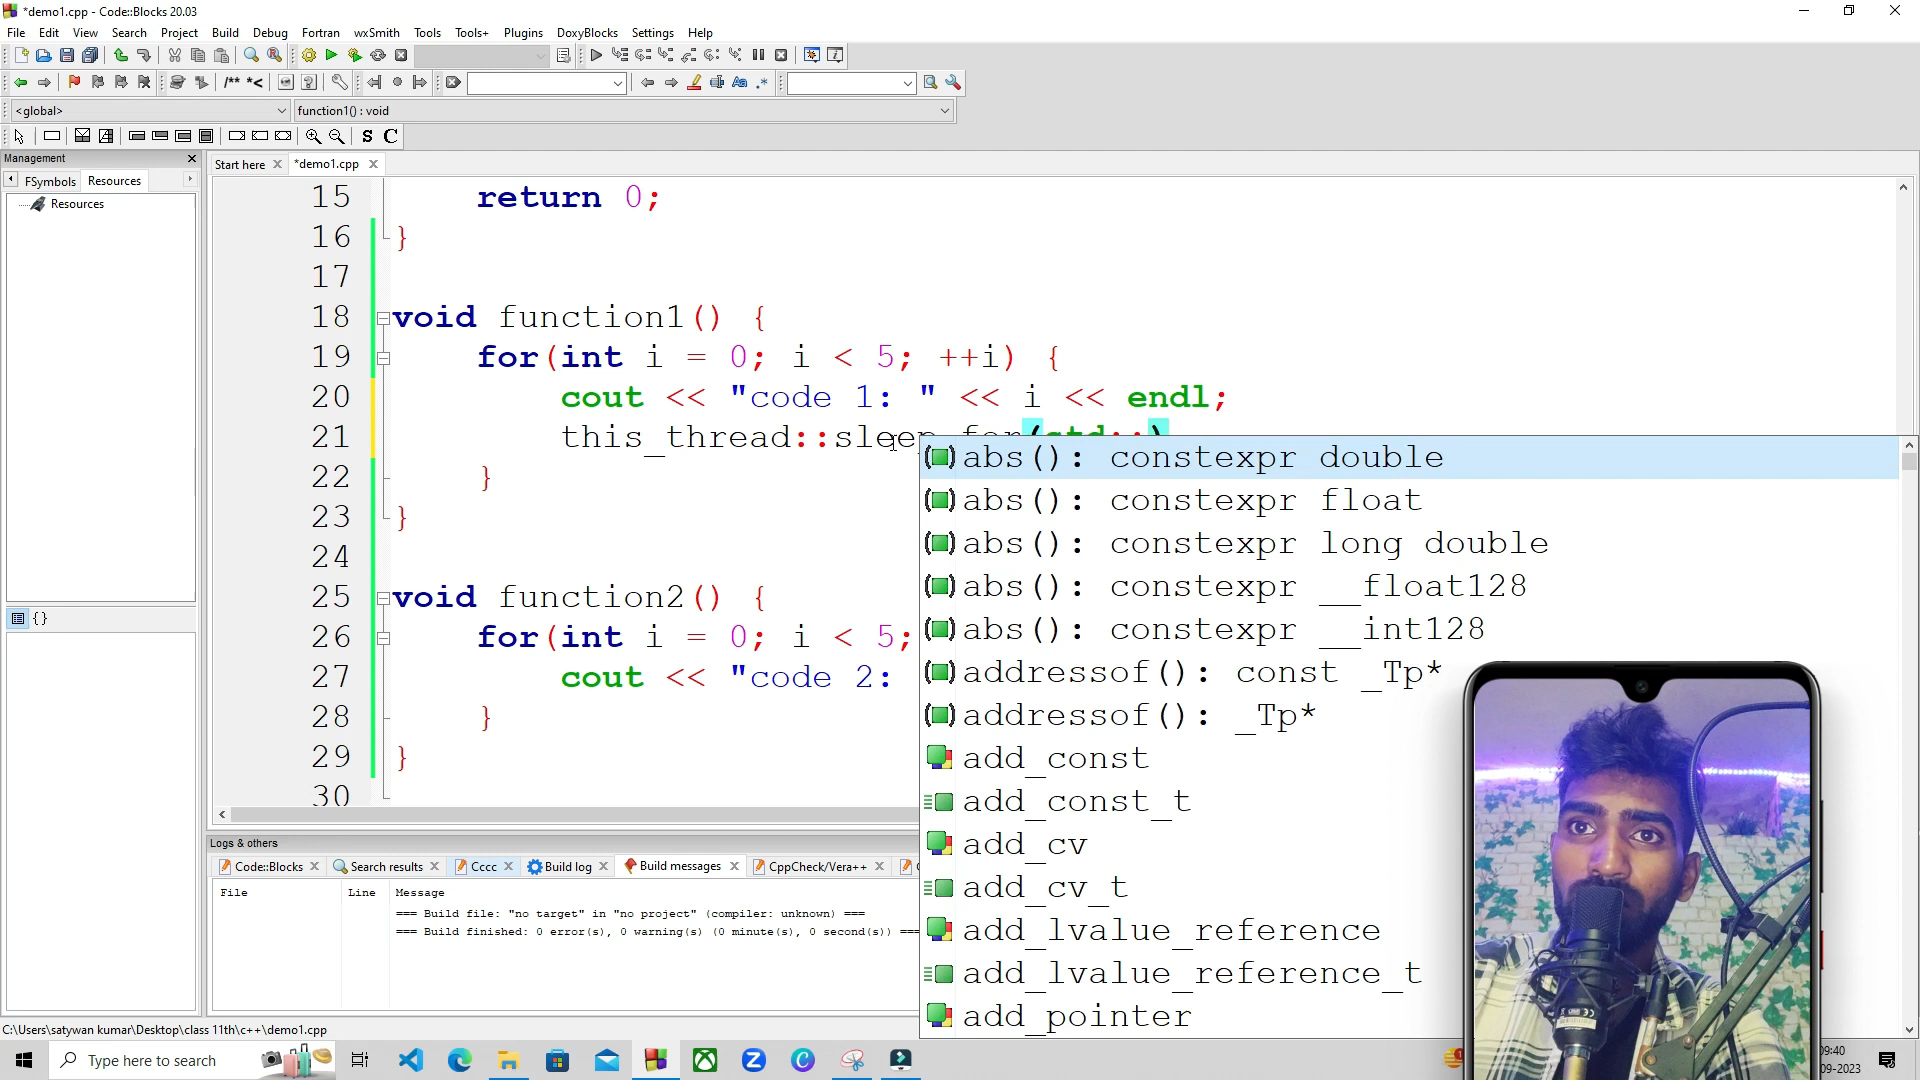 *demo1.cpp - Code::Blocks 20.03
File Edit View Search Project Build Debug Fortran wxSmith Tools Tools+ Plugins DoxyBlocks Settings Help
/** *<
Aa .*
<global> function1() : void
S C
Management
Start here *demo1.cpp
FSymbols Resources
Resources
15 return 0;
16 }
17
18 void function1() {
19 for(int i = 0; i < 5; ++i) {
20 cout << "code 1: " << i << endl;
21 this_thread::sleep_for(std::)
22 }
23 }
24
25 void function2() {
26 for(int i = 0; i < 5;
27 cout << "code 2:
28 }
29 }
30
abs(): constexpr double
abs(): constexpr float
abs(): constexpr long double
abs(): constexpr __float128
abs(): constexpr __int128
addressof(): const _Tp*
addressof(): _Tp*
add_const
add_const_t
add_cv
add_cv_t
add_lvalue_reference
add_lvalue_reference_t
add_pointer
{}
Logs & others
Code::Blocks Search results Cccc Build log Build messages CppCheck/Vera++
File Line Message
=== Build file: "no target" in "no project" (compiler: unknown) ===
=== Build finished: 0 error(s), 0 warning(s) (0 minute(s), 0 second(s)) ===
C:\Users\satywan kumar\Desktop\class 11th\c++\demo1.cpp
Type here to search
09:40
09-2023